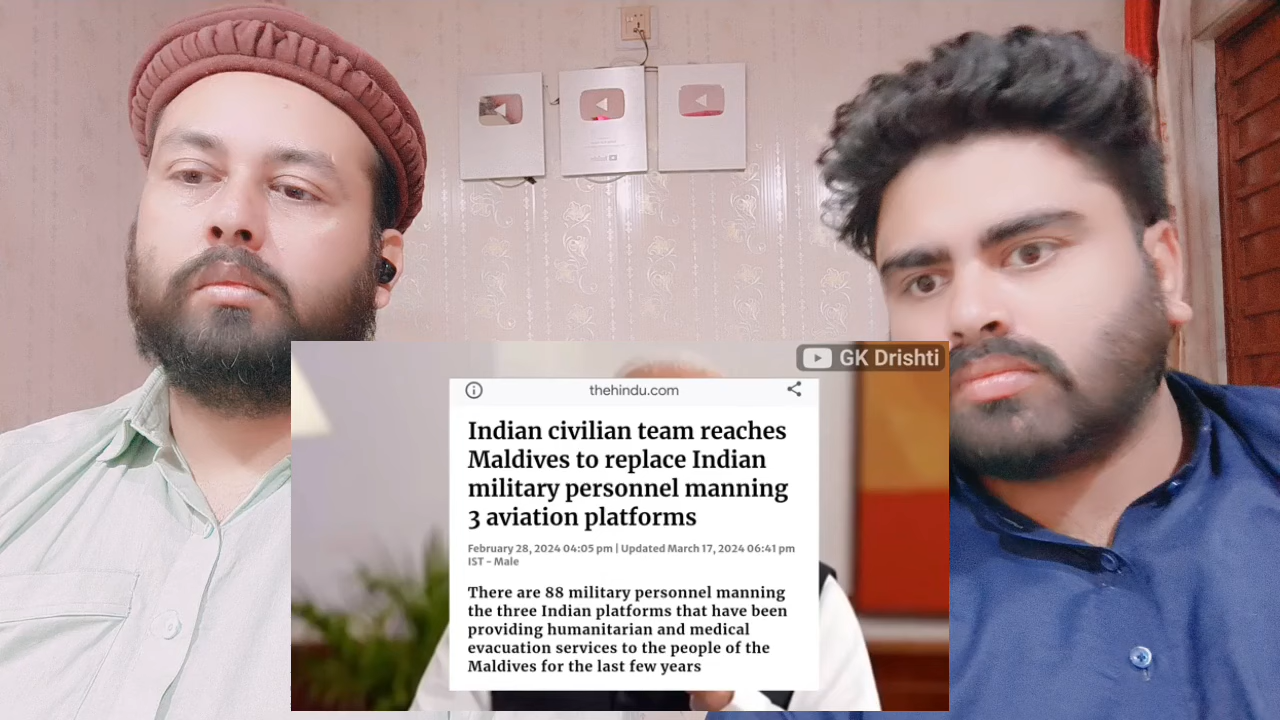 GK Drishti
thehindu.com
Indian civilian team reaches
Maldives to replace Indian
military personnel manning
3 aviation platforms
February 28, 2024 04:05 pm | Updated March 17, 2024 06:41 pm
IST - Male
There are 88 military personnel manning
the three Indian platforms that have been
providing humanitarian and medical
evacuation services to the people of the
Maldives for the last few years